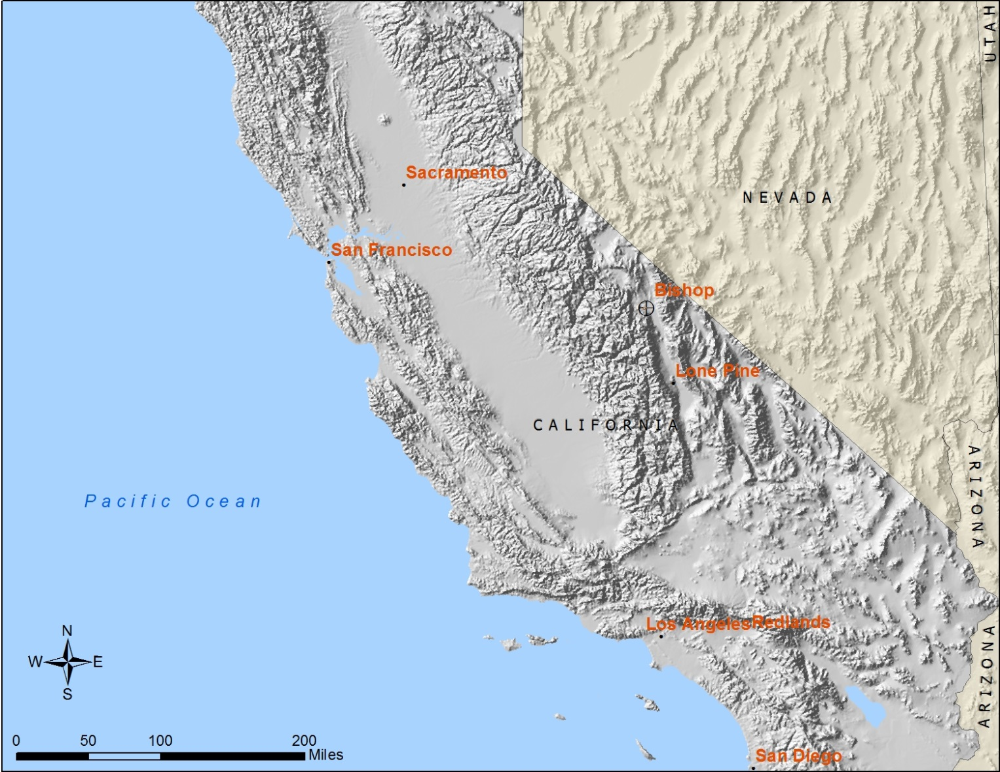 UTAH
Sacramento
NEVADA
San Francisco
Bishop
Lone Pine
CALIFORNIA
ARIZONA
Pacific Ocean
Los Angeles
Redlands
ARIZONA
N
W E
S
0 50 100 200
Miles
San Diego